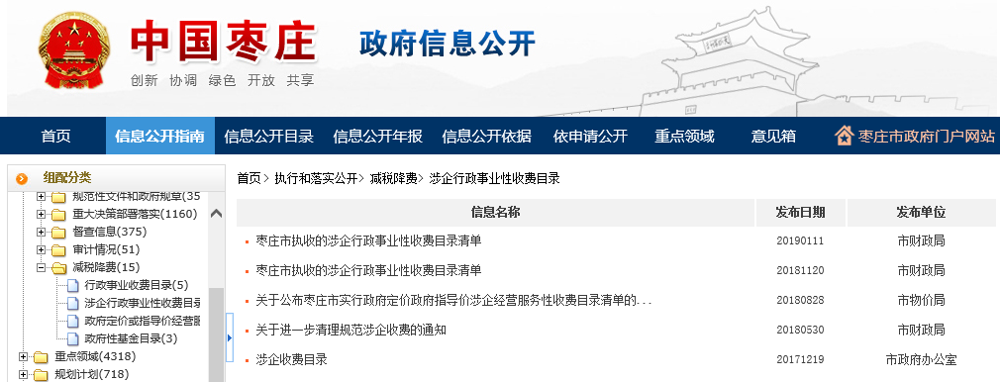 中国枣庄 政府信息公开
创新 协调 绿色 开放 共享
首页 信息公开指南 信息公开目录 信息公开年报 信息公开依据 依申请公开 重点领域 意见箱 枣庄市政府门户网站
组配分类
规范性文件和政府规章(35
重大决策部署落实(1160)
督查信息(375)
审计情况(51)
减税降费(15)
行政事业收费目录(5)
涉企行政事业性收费目录
政府定价或指导价经营服
政府性基金目录(3)
重点领域(4318)
规划计划(718)
首页> 执行和落实公开> 减税降费> 涉企行政事业性收费目录
信息名称 发布日期 发布单位
枣庄市执收的涉企行政事业性收费目录清单 20190111 市财政局
枣庄市执收的涉企行政事业性收费目录清单 20181120 市财政局
关于公布枣庄市实行政府定价政府指导价涉企经营服务性收费目录清单的... 20180828 市物价局
关于进一步清理规范涉企收费的通知 20180530 市财政局
涉企收费目录 20171219 市政府办公室